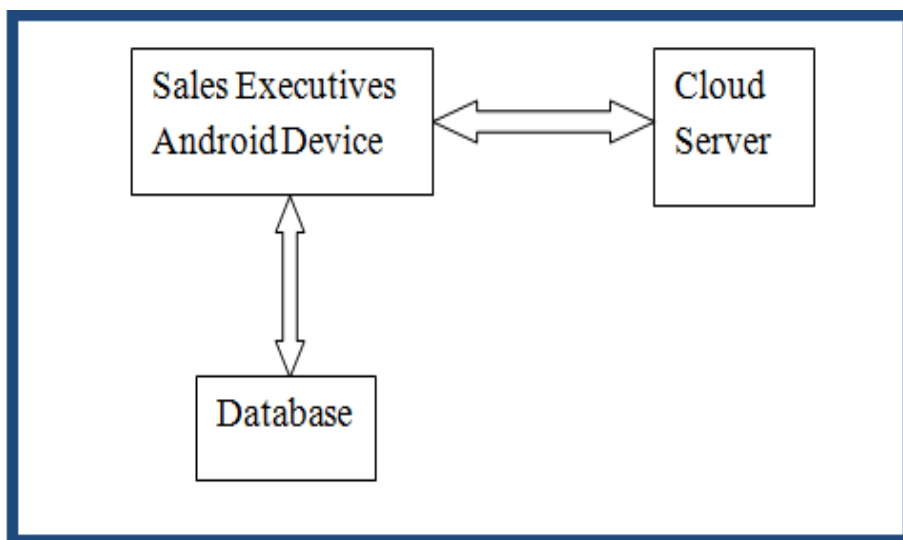 Sales Executives
Android Device
Cloud
Server
Database